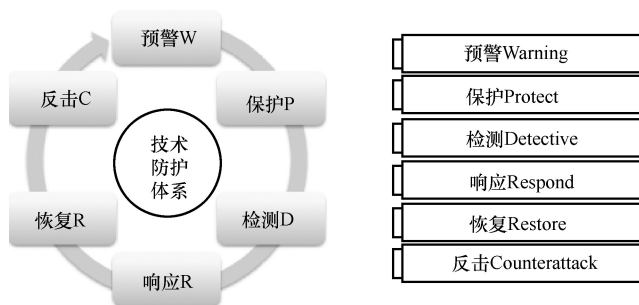 预警W
保护P
检测D
响应R
恢复R
反击C
技术
防护
体系
预警Warning
保护Protect
检测Detective
响应Respond
恢复Restore
反击Counterattack